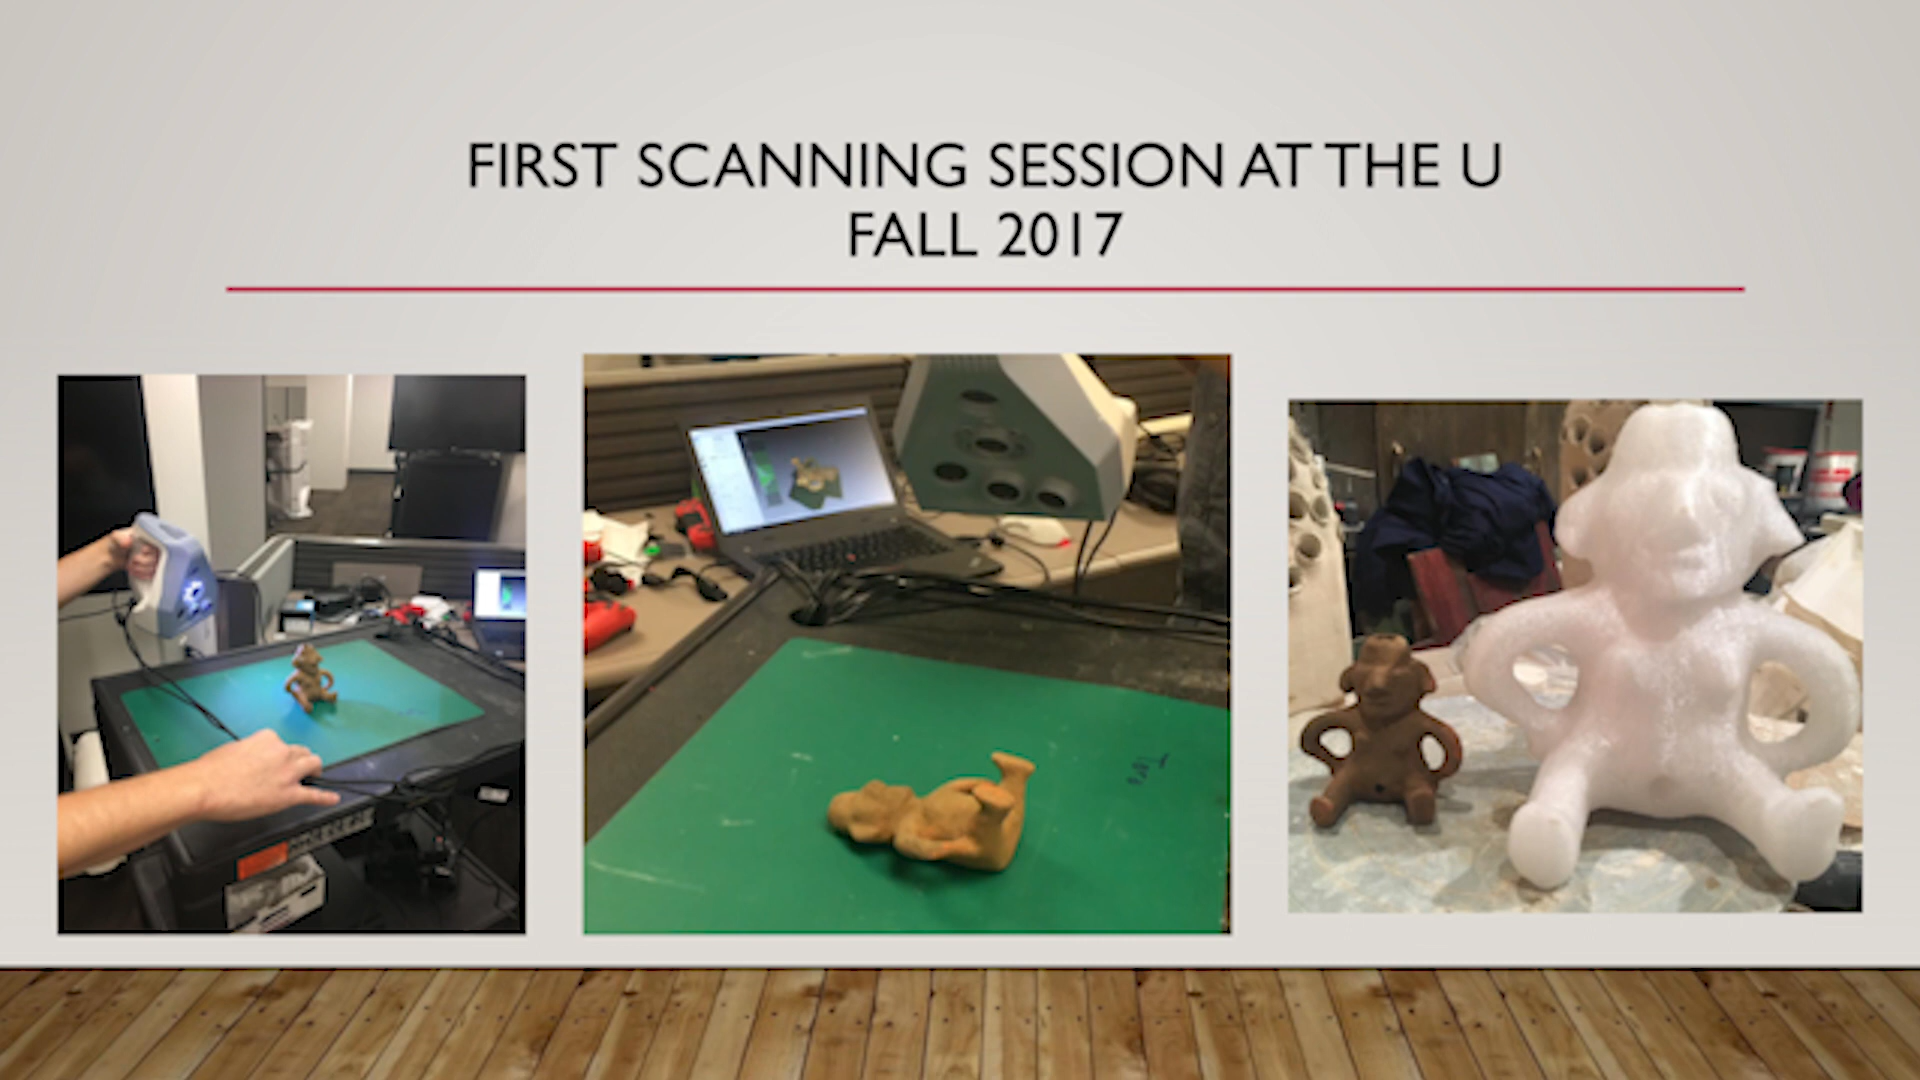 FIRST SCANNING SESSION AT THE U
FALL 2017